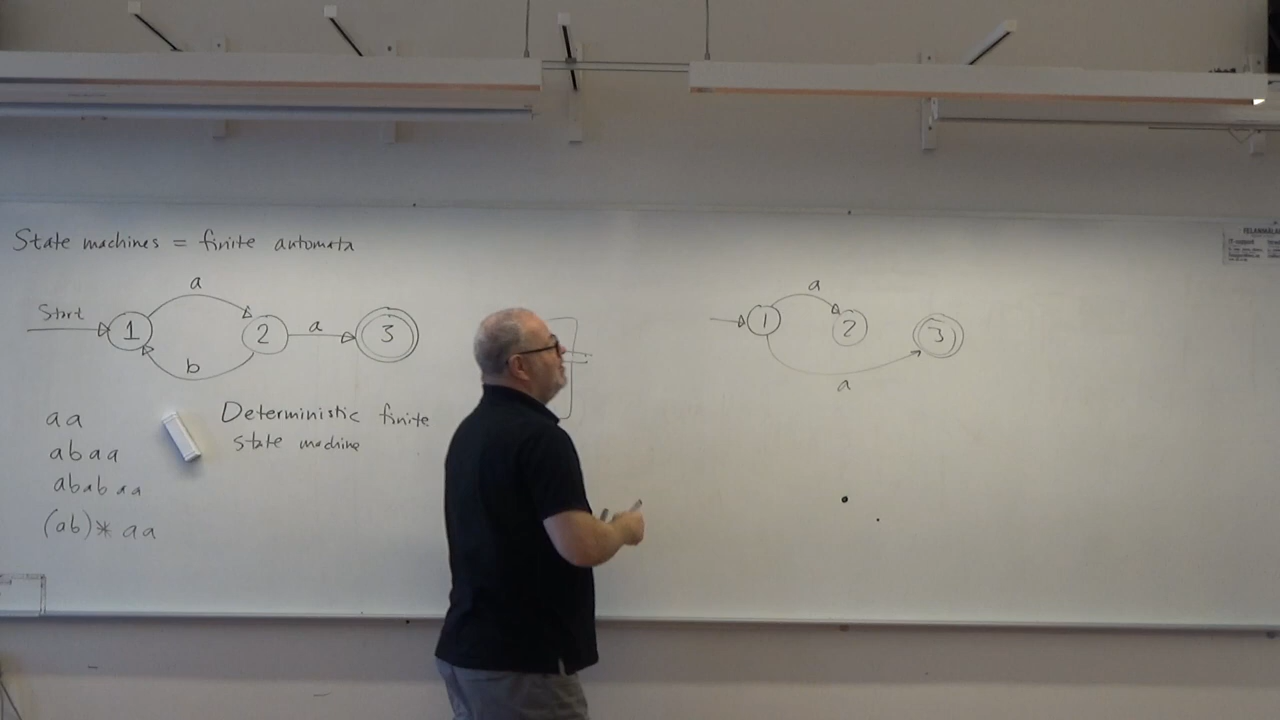 State machines = finite automata
Start
1
a
2
a
3
b
aa
abaa
ababaa
(ab)* aa
Deterministic finite
state machine
1
a
2
3
a